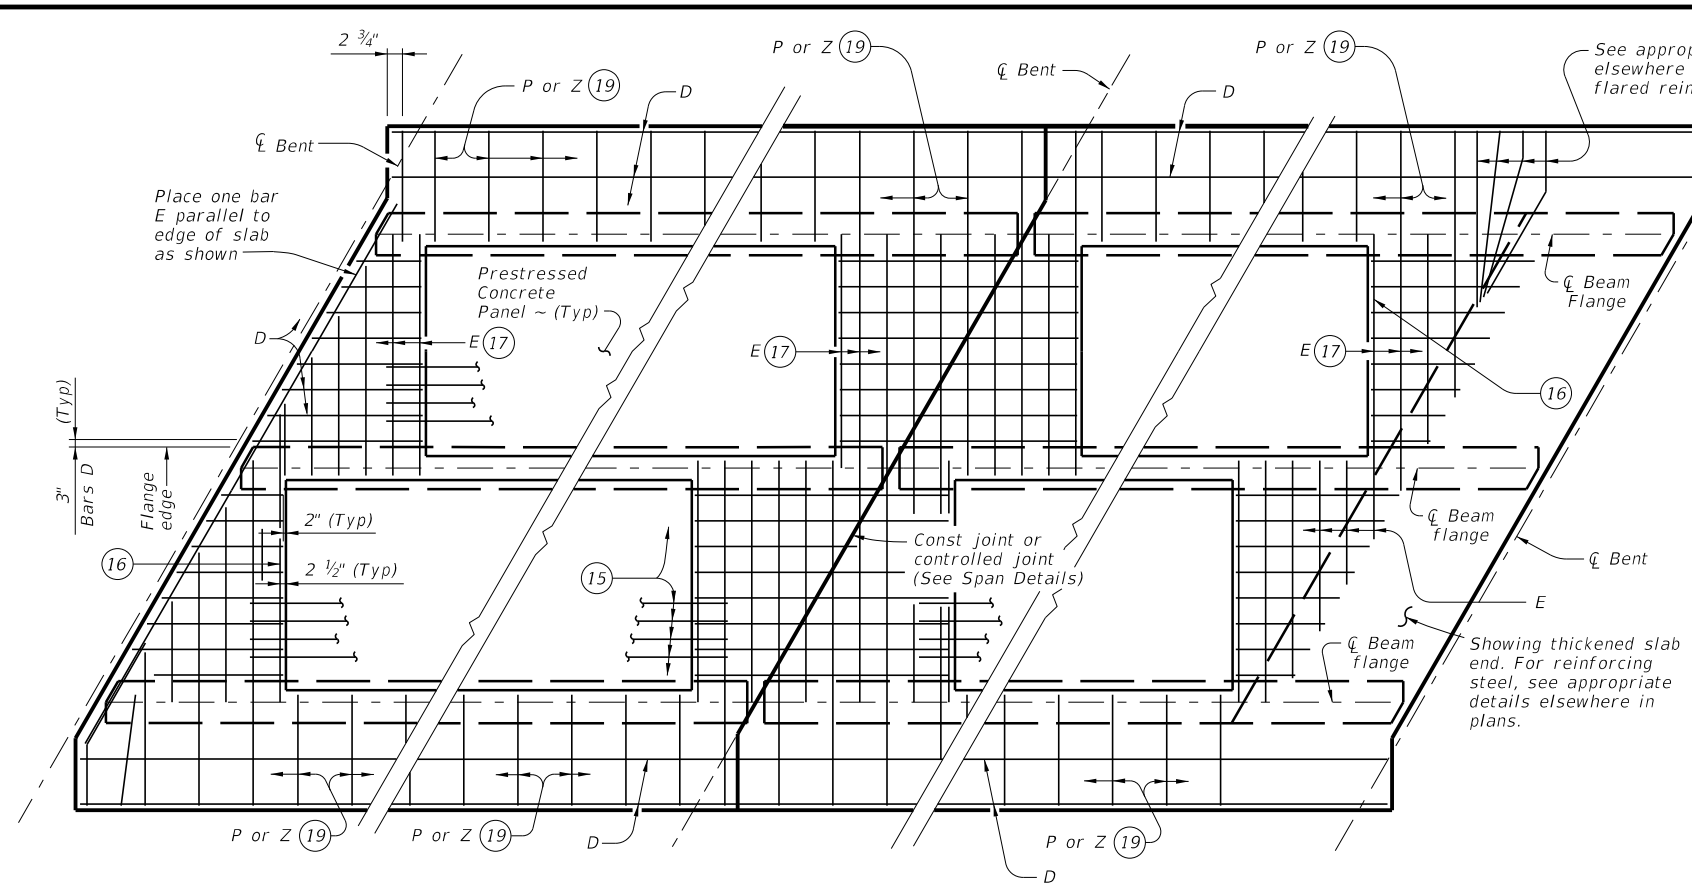 2 ¾"
P or Z 19
D
P or Z 19
℄ Bent
D
P or Z 19
See
elsewhere
flared
℄ Bent
Place one bar
E parallel to
edge of slab
as shown
Prestressed
Concrete
Panel ~ (Typ)
℄ Beam
Flange
D
E 17
E 17
E 17
16
3" (Typ)
Bars D
Flange
edge
2" (Typ)
2 ½" (Typ)
16
15
Const joint or
controlled joint
(See Span Details)
℄ Beam
flange
℄ Bent
E
℄ Beam
flange
Showing thickened slab
end. For reinforcing
steel, see appropriate
details elsewhere in
plans.
P or Z 19
P or Z 19
D
P or Z 19
D